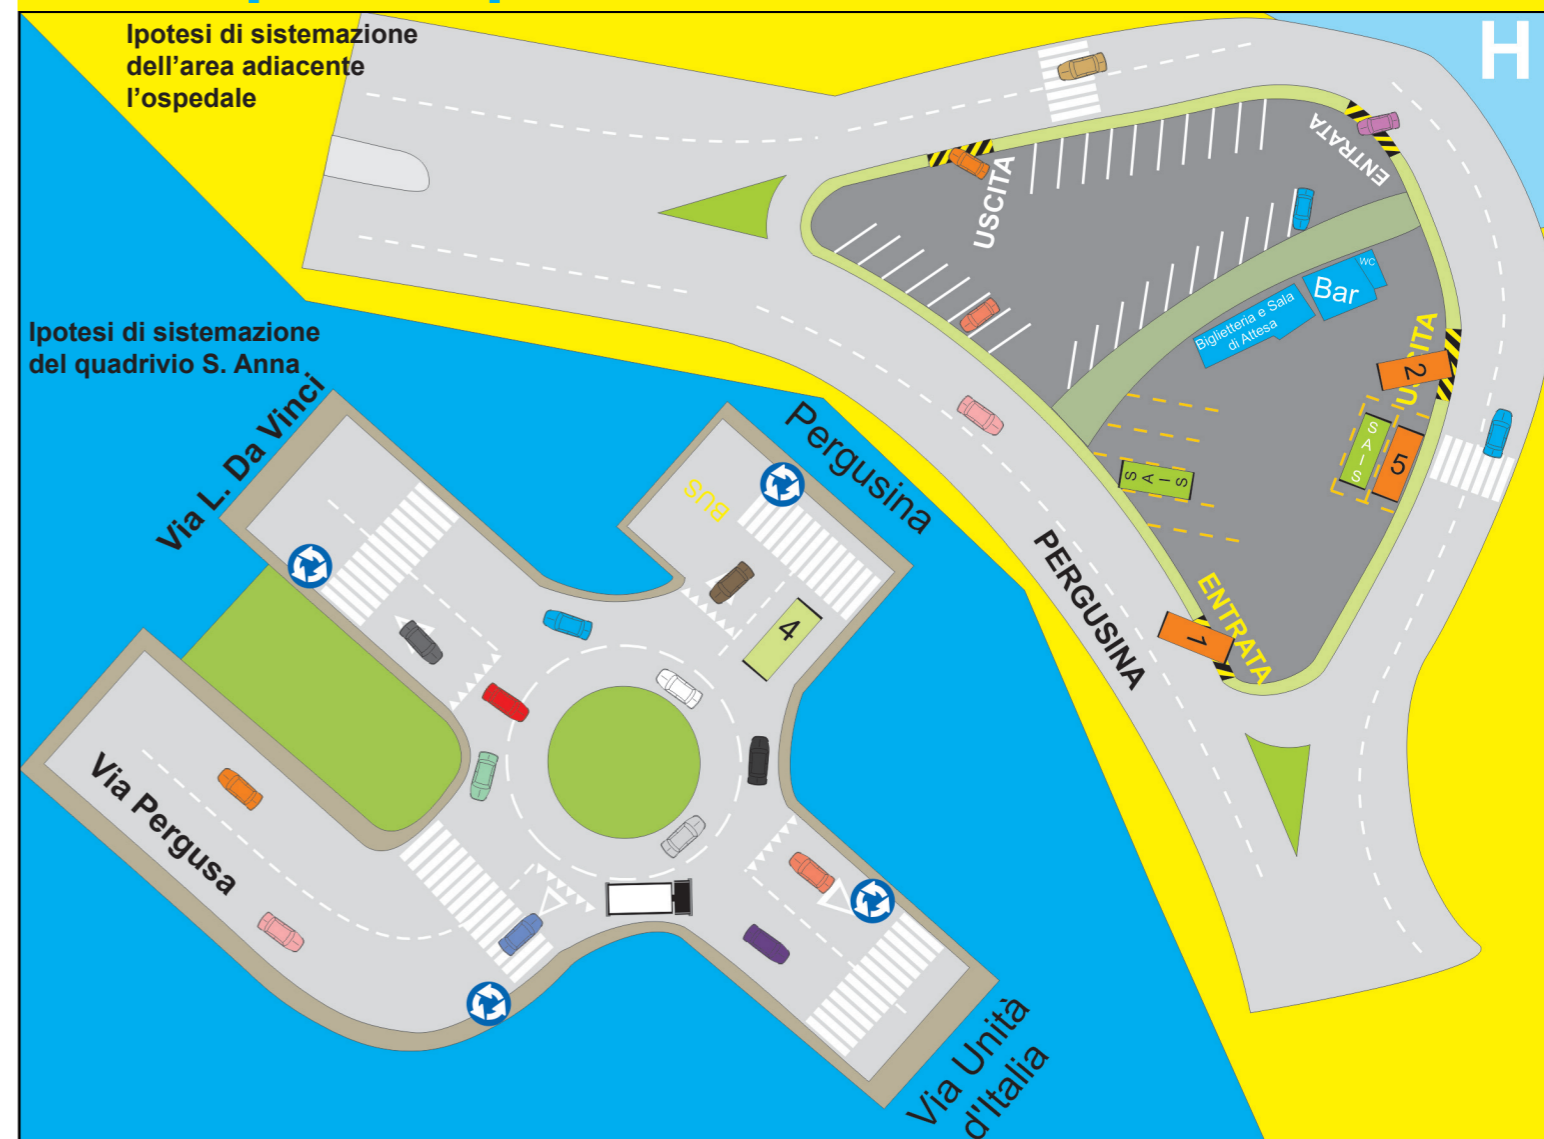 Ipotesi di sistemazione
dell'area adiacente
l'ospedale
H
ENTRATA
USCITA
WC
Bar
Biglietteria e Sala
di Attesa
USCITA
2
SAIS
5
SAIS
PERGUSINA
ENTRATA
1
Ipotesi di sistemazione
del quadrivio S. Anna
Via L. Da Vinci
Pergusina
BUS
4
Via Pergusa
Via Unità
d'Italia